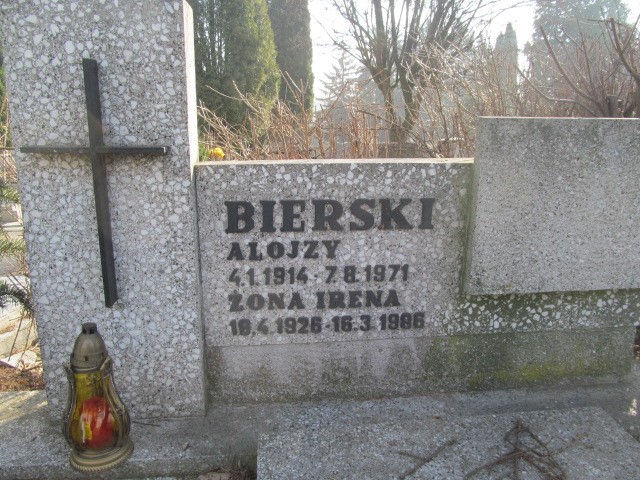 BIERSKI
ALOJZY
4.1.1914-7.8.1971
ŻONA IRENA
16.4.1926-16.3.1986